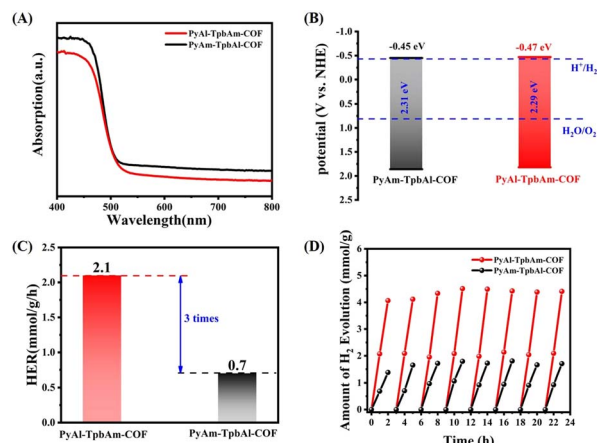 (A)
PyAl-TpbAm-COF
PyAm-TpbAl-COF
Absorption(a.u.)
400 500 600 700 800
Wavelength(nm)
(B)
-1.0
-0.5
0.0
0.5
1.0
1.5
2.0
2.5
potential (V vs. NHE)
-0.45 eV
-0.47 eV
H⁺/H₂
2.31 eV
2.29 eV
H₂O/O₂
PyAm-TpbAl-COF
PyAl-TpbAm-COF
(C)
2.5
2.0
1.5
1.0
0.5
0.0
HER(mmol/g/h)
2.1
3 times
0.7
PyAl-TpbAm-COF
PyAm-TpbAl-COF
(D)
PyAl-TpbAm-COF
PyAm-TpbAl-COF
6
5
4
3
2
1
0
Amount of H₂ Evolution (mmol/g)
0 2 4 6 8 10 12 14 16 18 20 22 24
Time (h)